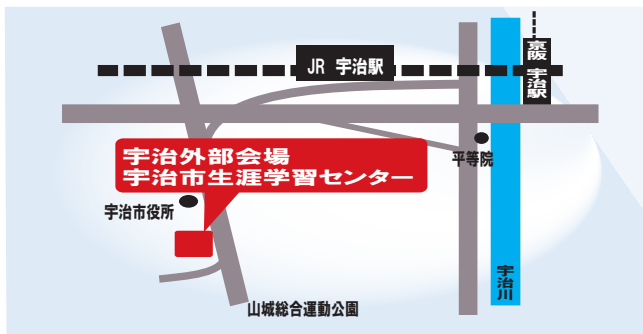 JR 宇治駅
京阪 宇治駅
宇治外部会場
宇治市生涯学習センター
平等院
宇治市役所
宇治川
山城総合運動公園